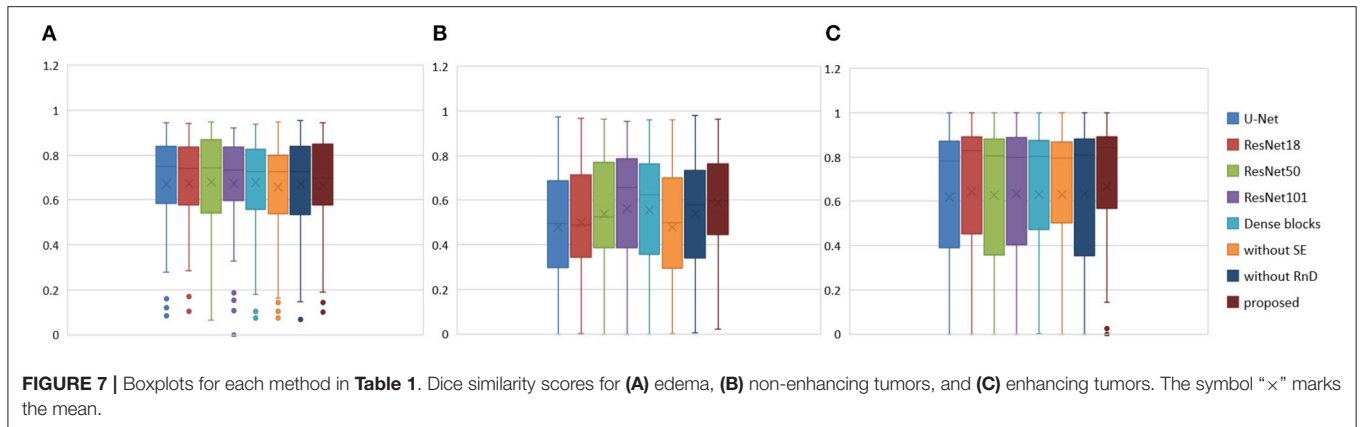 A
B
C
1.2
1
0.8
0.6
0.4
0.2
0
1.2
1
0.8
0.6
0.4
0.2
0
1.2
1
0.8
0.6
0.4
0.2
0
U-Net
ResNet18
ResNet50
ResNet101
Dense blocks
without SE
without RnD
proposed
FIGURE 7 | Boxplots for each method in Table 1. Dice similarity scores for (A) edema, (B) non-enhancing tumors, and (C) enhancing tumors. The symbol “×” marks
the mean.